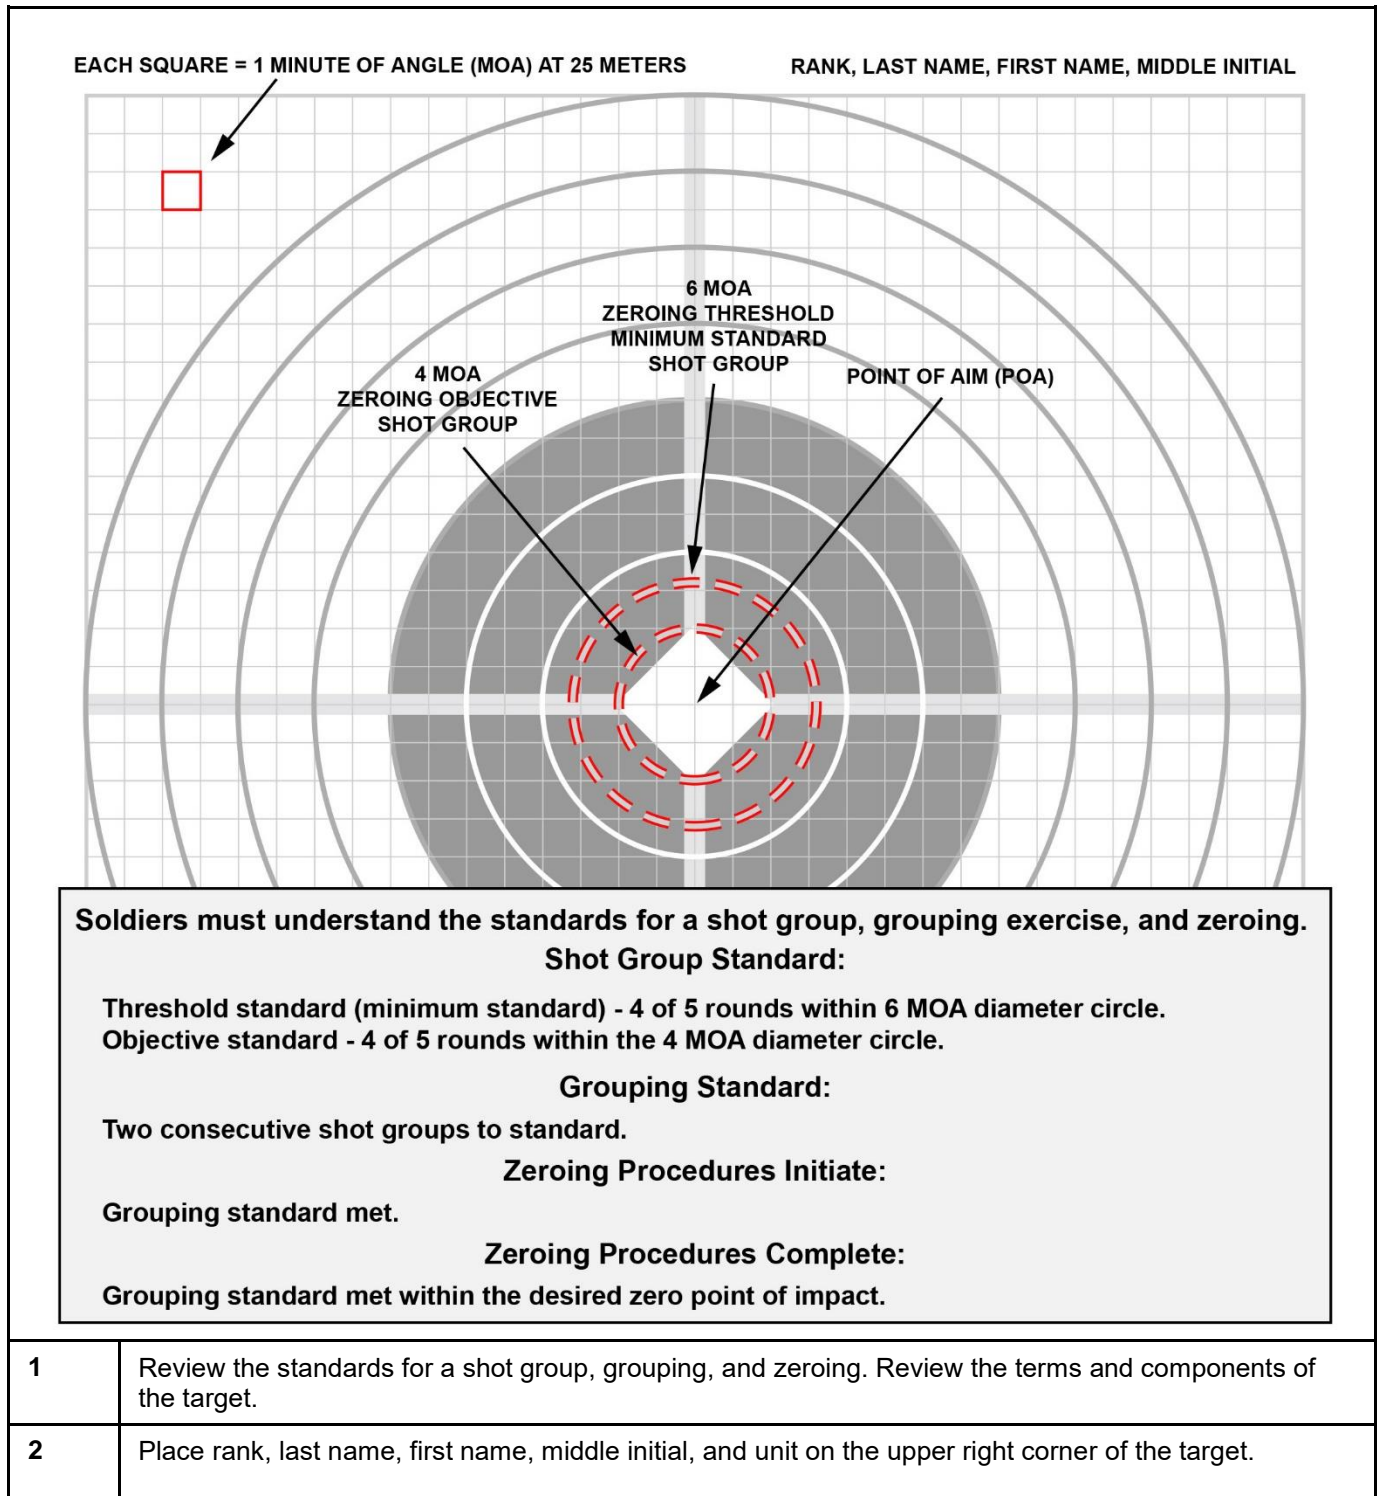 EACH SQUARE = 1 MINUTE OF ANGLE (MOA) AT 25 METERS
RANK, LAST NAME, FIRST NAME, MIDDLE INITIAL
6 MOA
ZEROING THRESHOLD
MINIMUM STANDARD
SHOT GROUP
4 MOA
ZEROING OBJECTIVE
SHOT GROUP
POINT OF AIM (POA)
Soldiers must understand the standards for a shot group, grouping exercise, and zeroing.
Shot Group Standard:
Threshold standard (minimum standard) - 4 of 5 rounds within 6 MOA diameter circle.
Objective standard - 4 of 5 rounds within the 4 MOA diameter circle.
Grouping Standard:
Two consecutive shot groups to standard.
Zeroing Procedures Initiate:
Grouping standard met.
Zeroing Procedures Complete:
Grouping standard met within the desired zero point of impact.
1 Review the standards for a shot group, grouping, and zeroing. Review the terms and components of
the target.
2 Place rank, last name, first name, middle initial, and unit on the upper right corner of the target.